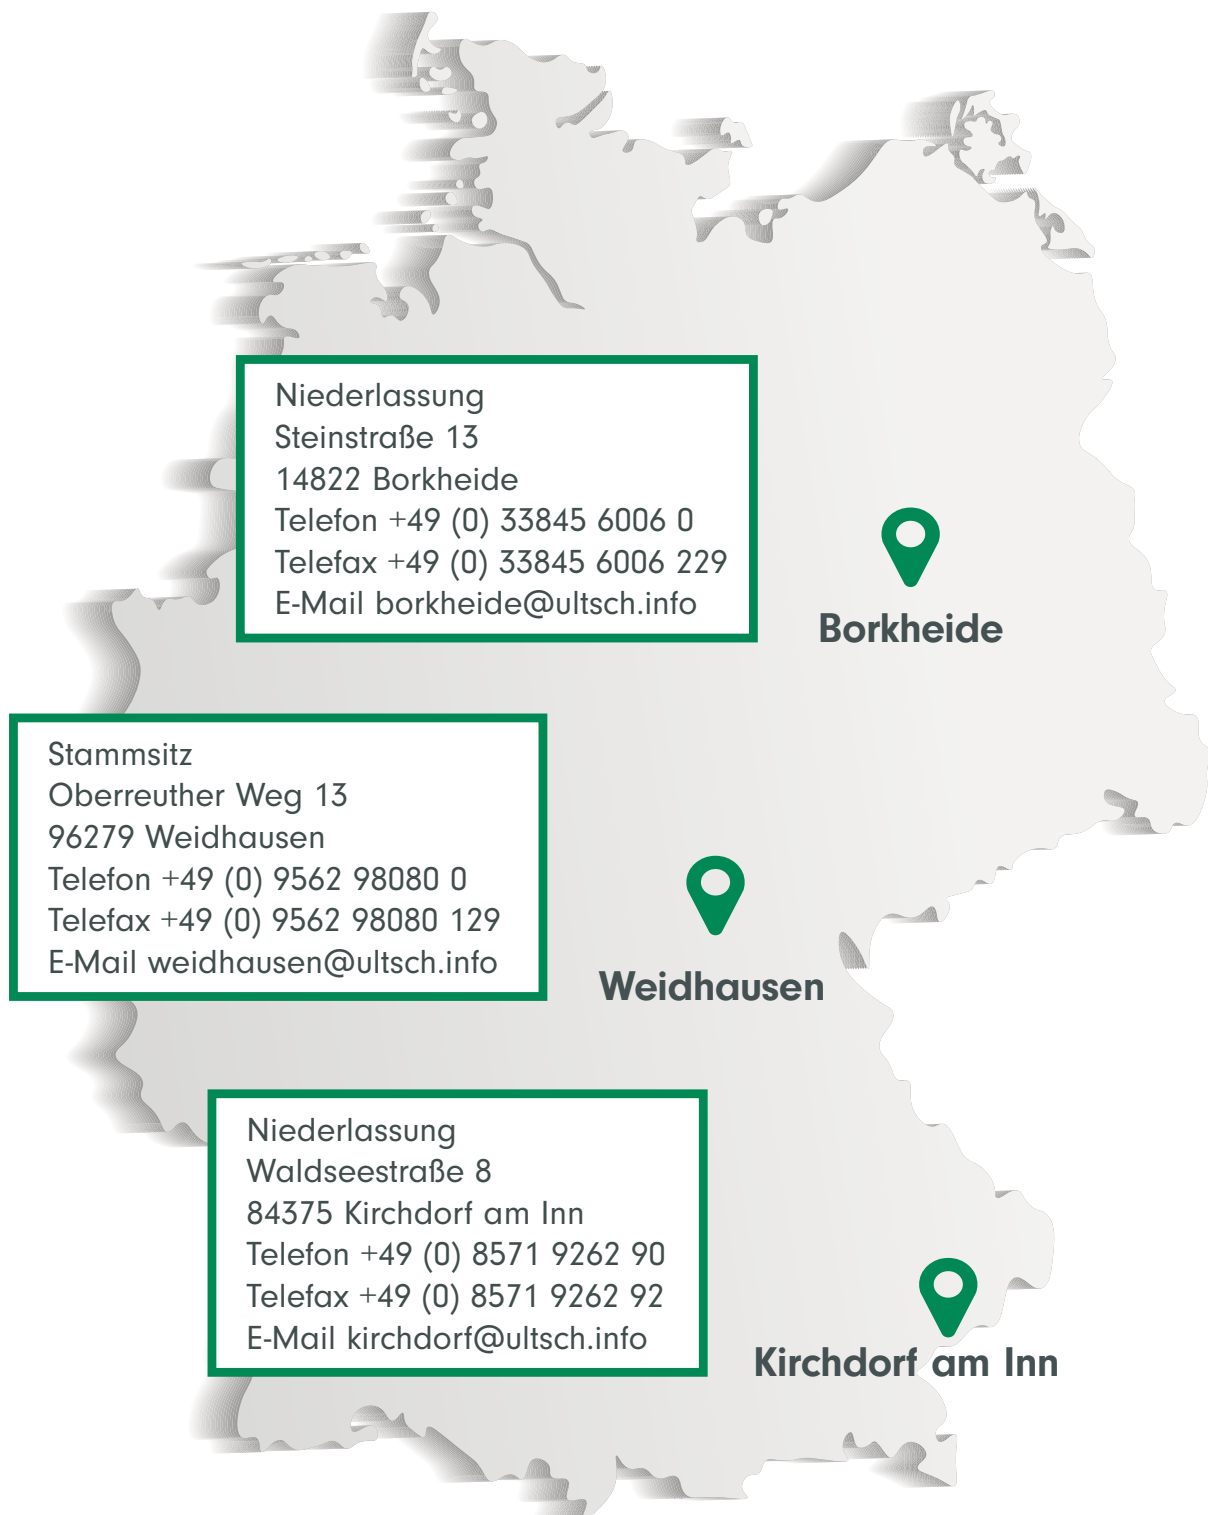 Niederlassung
Steinstraße 13
14822 Borkheide
Telefon +49 (0) 33845 6006 0
Telefax +49 (0) 33845 6006 229
E-Mail borkheide@ultsch.info
Borkheide
Stammsitz
Oberreuther Weg 13
96279 Weidhausen
Telefon +49 (0) 9562 98080 0
Telefax +49 (0) 9562 98080 129
E-Mail weidhausen@ultsch.info
Weidhausen
Niederlassung
Waldseestraße 8
84375 Kirchdorf am Inn
Telefon +49 (0) 8571 9262 90
Telefax +49 (0) 8571 9262 92
E-Mail kirchdorf@ultsch.info
Kirchdorf am Inn